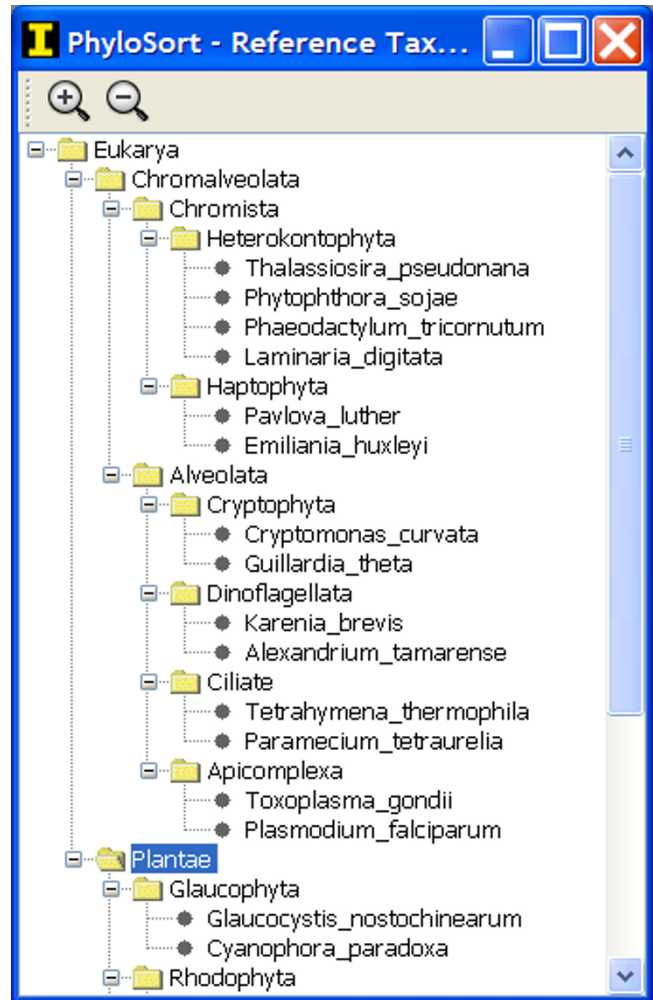 PhyloSort - Reference Tax...
Eukarya
Chromalveolata
Chromista
Heterokontophyta
Thalassiosira_pseudonana
Phytophthora_sojae
Phaeodactylum_tricornutum
Laminaria_digitata
Haptophyta
Pavlova_luther
Emiliania_huxleyi
Alveolata
Cryptophyta
Cryptomonas_curvata
Guillardia_theta
Dinoflagellata
Karenia_brevis
Alexandrium_tamarense
Ciliate
Tetrahymena_thermophila
Paramecium_tetraurelia
Apicomplexa
Toxoplasma_gondii
Plasmodium_falciparum
Plantae
Glaucophyta
Glaucocystis_nostochinearum
Cyanophora_paradoxa
Rhodophyta